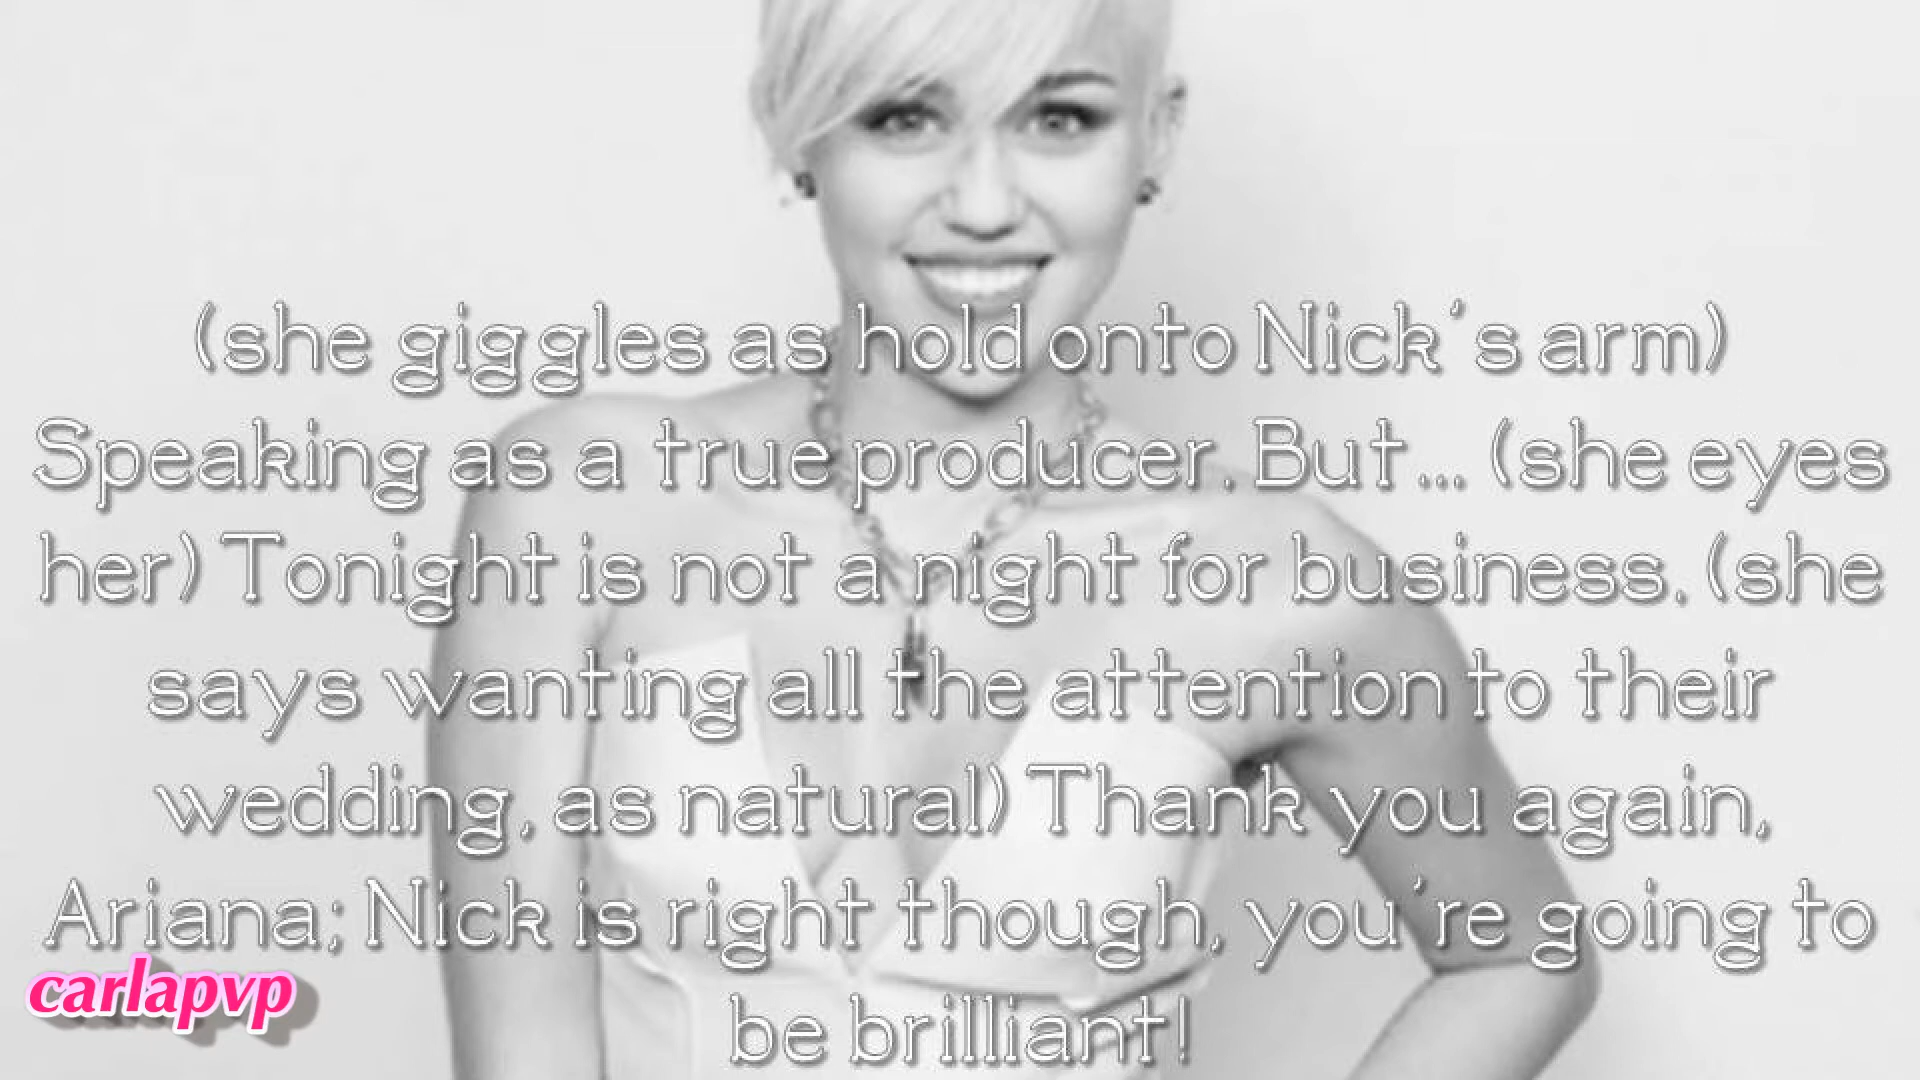 (she giggles as hold onto Nick's arm)
Speaking as a true producer. But... (she eyes
her) Tonight is not a night for business. (she
says wanting all the attention to their
wedding, as natural) Thank you again,
Ariana; Nick is right though, you're going to
be brilliant!
carlapvp